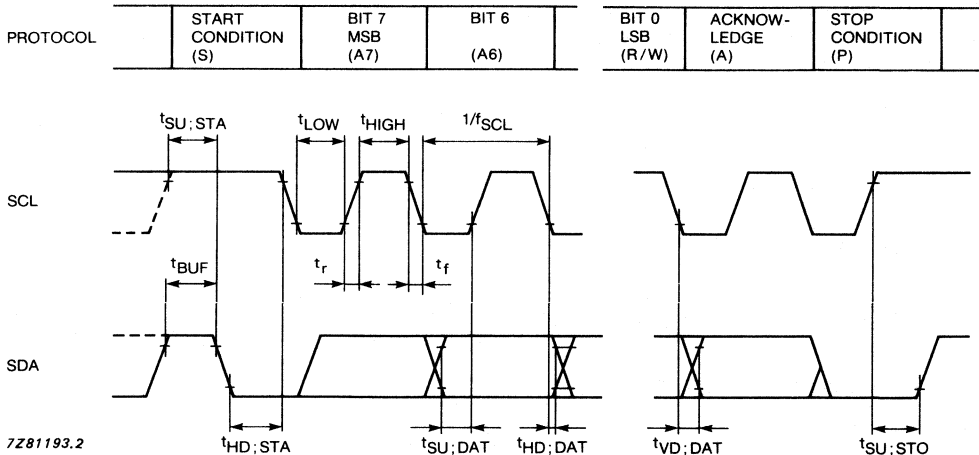 PROTOCOL
START
CONDITION
(S)
BIT 7
MSB
(A7)
BIT 6
(A6)
BIT 0
LSB
(R/W)
ACKNOW-
LEDGE
(A)
STOP
CONDITION
(P)
tSU;STA
tLOW
tHIGH
1/fSCL
SCL
tBUF
tr
tf
SDA
tHD;STA
tSU;DAT
tHD;DAT
tVD;DAT
tSU;STO
7Z81193.2